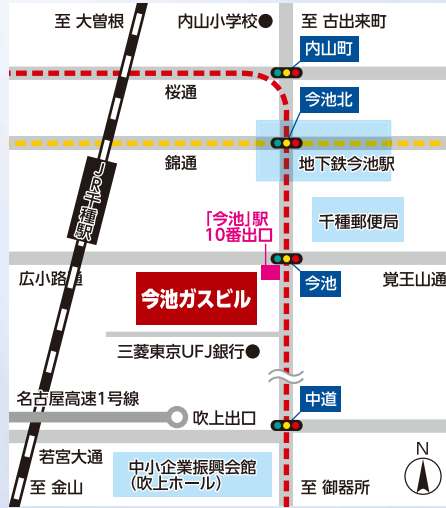 至 大曽根
内山小学校●
至 古出来町
内山町
桜通
今池北
錦通
地下鉄今池駅
JR千種駅
千種郵便局
「今池」駅
10番出口
広小路通
今池
覚王山通
今池ガスビル
三菱東京UFJ銀行●
名古屋高速1号線
中道
吹上出口
若宮大通
中小企業振興会館
(吹上ホール)
至 金山
至 御器所
N